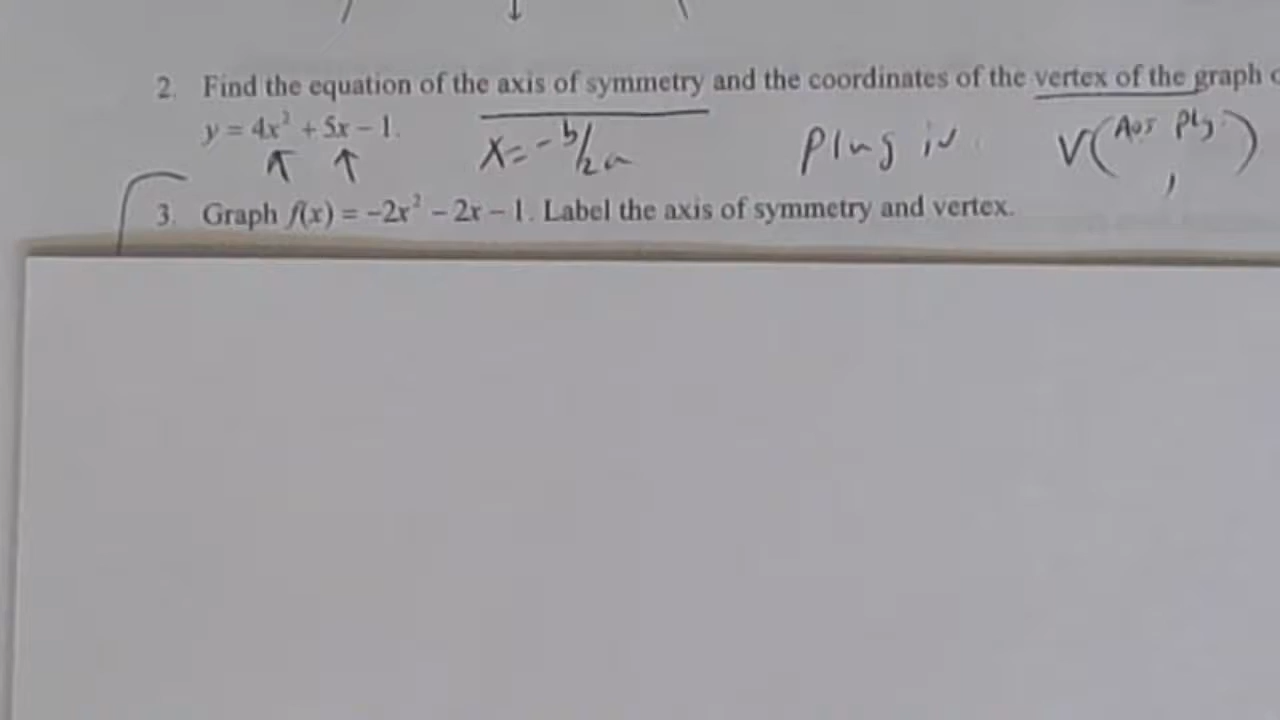 2. Find the equation of the axis of symmetry and the coordinates of the vertex of the graph
y = 4x² + 5x − 1.
x = -b/2a Plug in V(AOS, Plg)
3. Graph f(x) = −2x² − 2x − 1. Label the axis of symmetry and vertex.